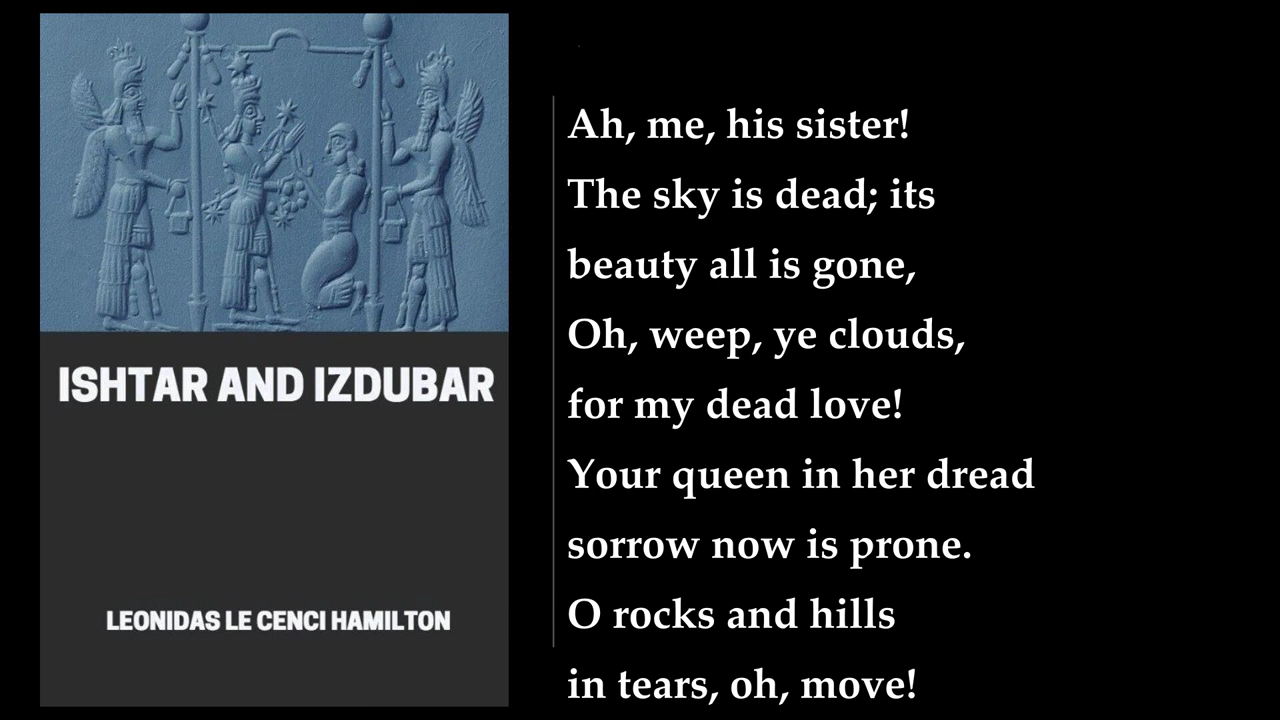 ISHTAR AND IZDUBAR
LEONIDAS LE CENCI HAMILTON
Ah, me, his sister!
The sky is dead; its
beauty all is gone,
Oh, weep, ye clouds,
for my dead love!
Your queen in her dread
sorrow now is prone.
O rocks and hills
in tears, oh, move!